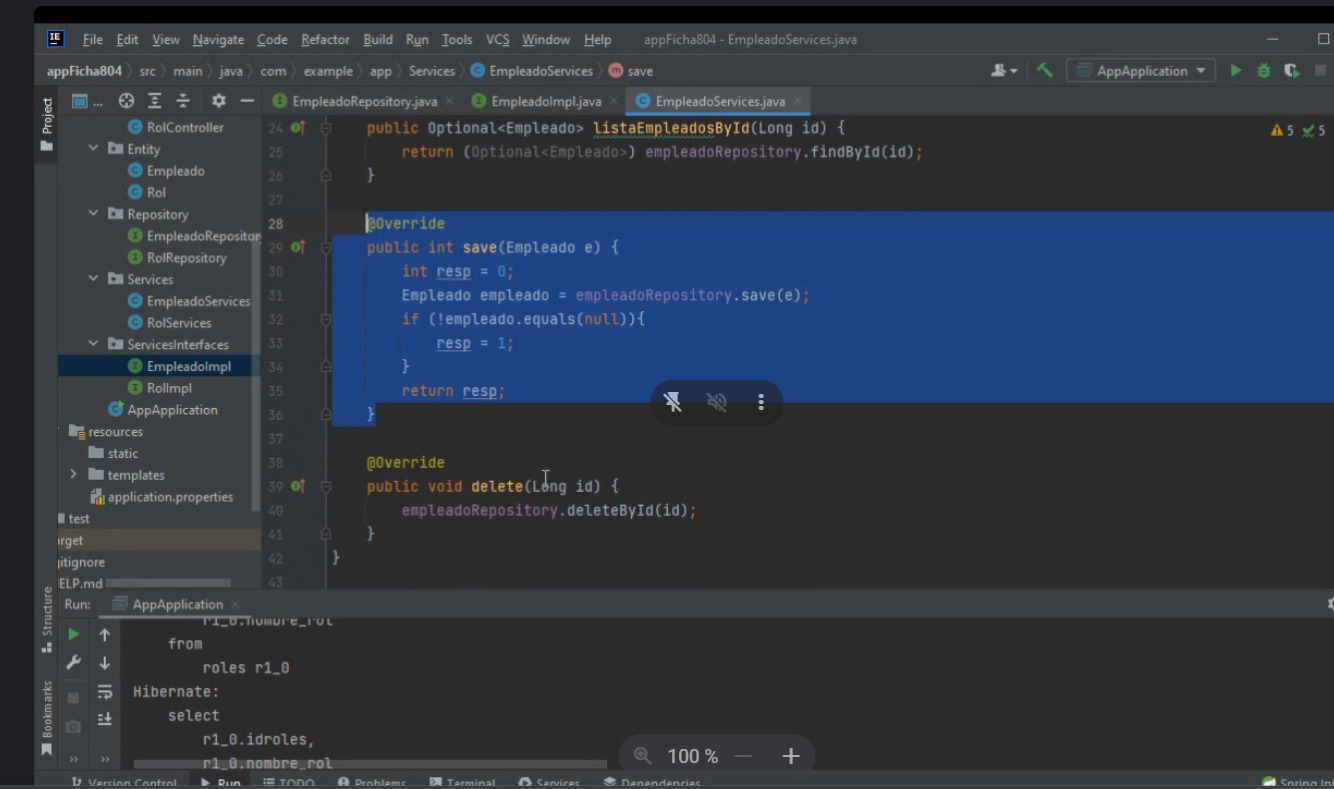 File Edit View Navigate Code Refactor Build Run Tools VCS Window Help appFicha804 - EmpleadoServices.java
appFicha804 src main java com example app Services EmpleadoServices save AppApplication
Project
... EmpleadoRepository.java EmpleadoImpl.java EmpleadoServices.java
RolController
Entity
Empleado
Rol
Repository
EmpleadoRepositor
RolRepository
Services
EmpleadoServices
RolServices
ServicesInterfaces
EmpleadoImpl
RolImpl
AppApplication
resources
static
templates
application.properties
test
arget
gitignore
ELP.md
5 5
24 public Optional<Empleado> listaEmpleadosById(Long id) {
25 return (Optional<Empleado>) empleadoRepository.findById(id);
26 }
27
28 @Override
29 public int save(Empleado e) {
30 int resp = 0;
31 Empleado empleado = empleadoRepository.save(e);
32 if (!empleado.equals(null)){
33 resp = 1;
34 }
35 return resp;
36 }
37
38 @Override
39 public void delete(Long id) {
40 empleadoRepository.deleteById(id);
41 }
42 }
43
Run: AppApplication
r1_0.nombre_rol
from
roles r1_0
Hibernate:
select
r1_0.idroles,
r1_0.nombre_rol
Structure
Bookmarks
100 %
Version Control Run TODO Problems Terminal Services Dependencies
Spring Ini